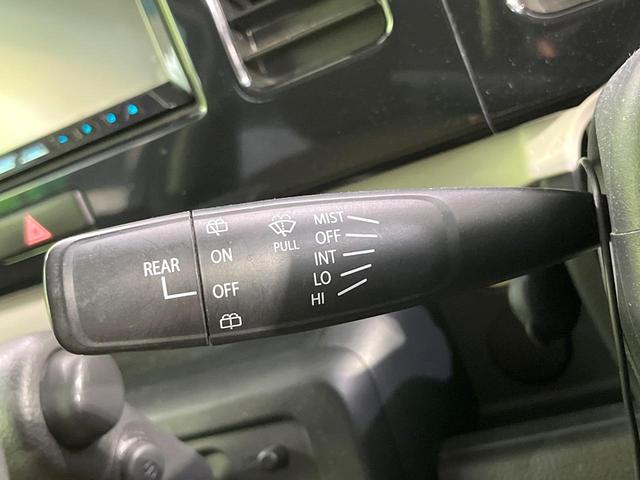 REAR
ON
OFF
PULL
MIST
OFF
INT
LO
HI